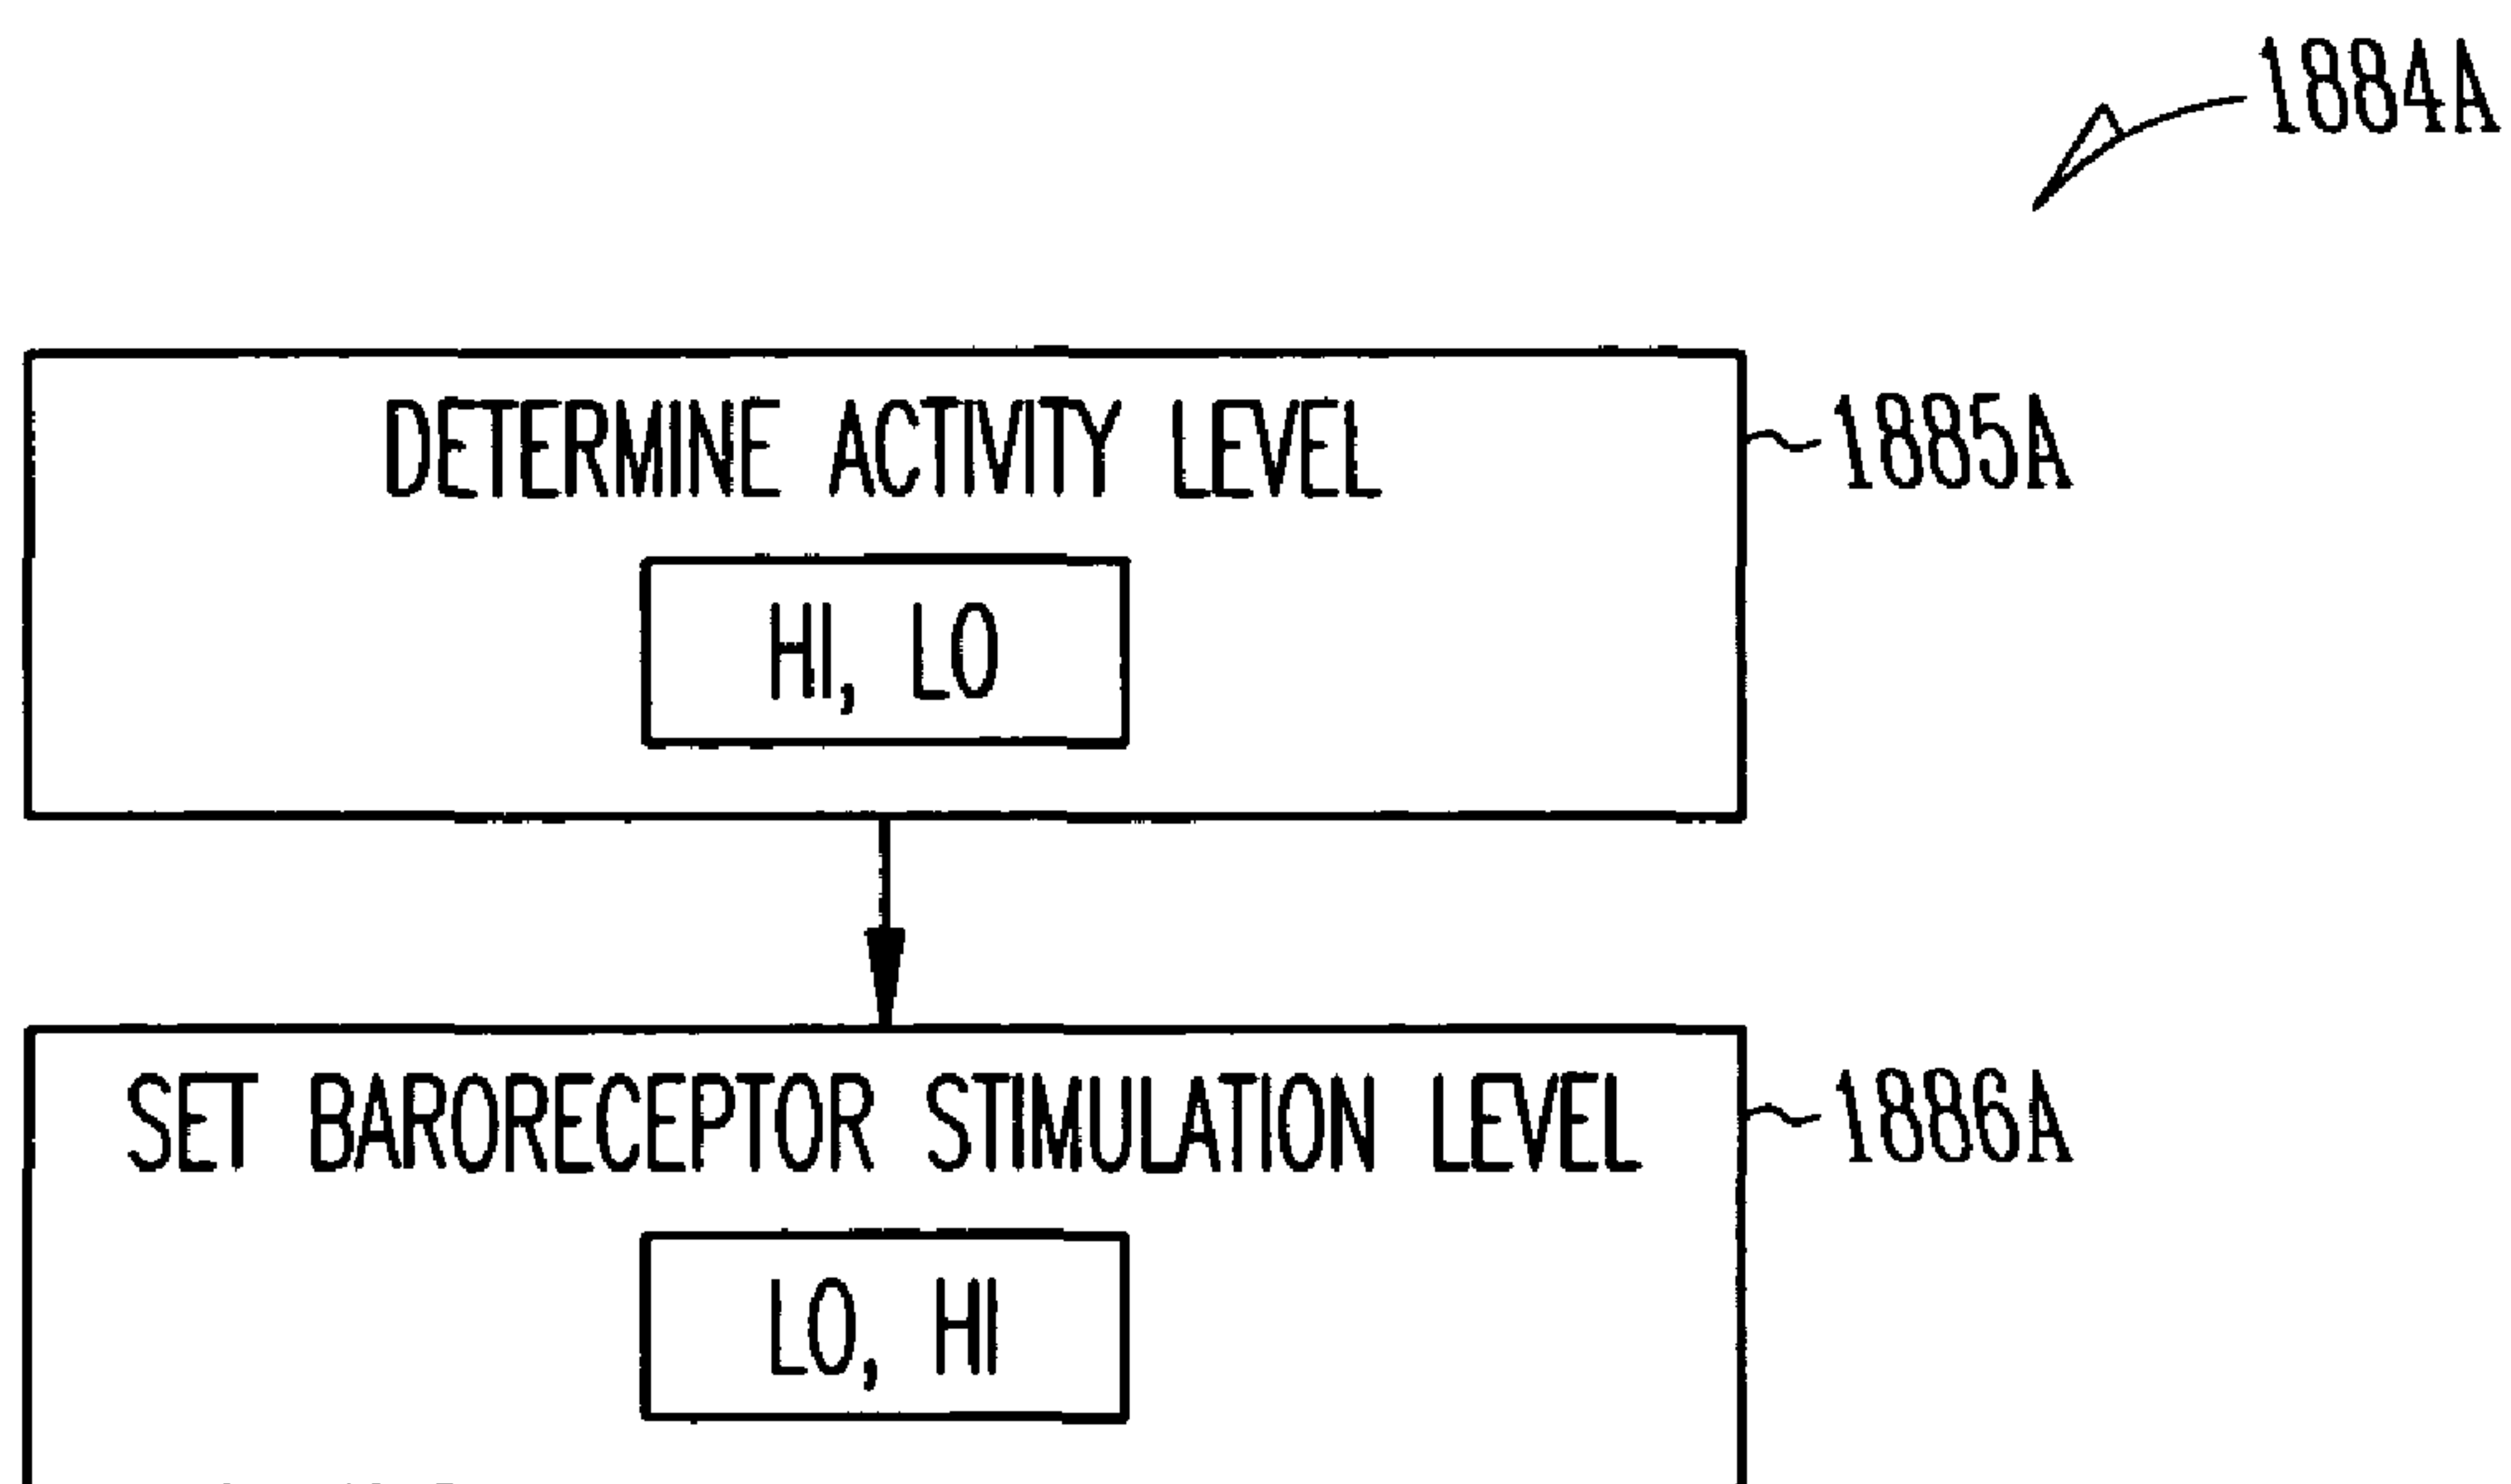 1884A
DETERMINE ACTIVITY LEVEL
1885A
HI, LO
SET BARORECEPTOR STIMULATION LEVEL
1886A
LO, HI